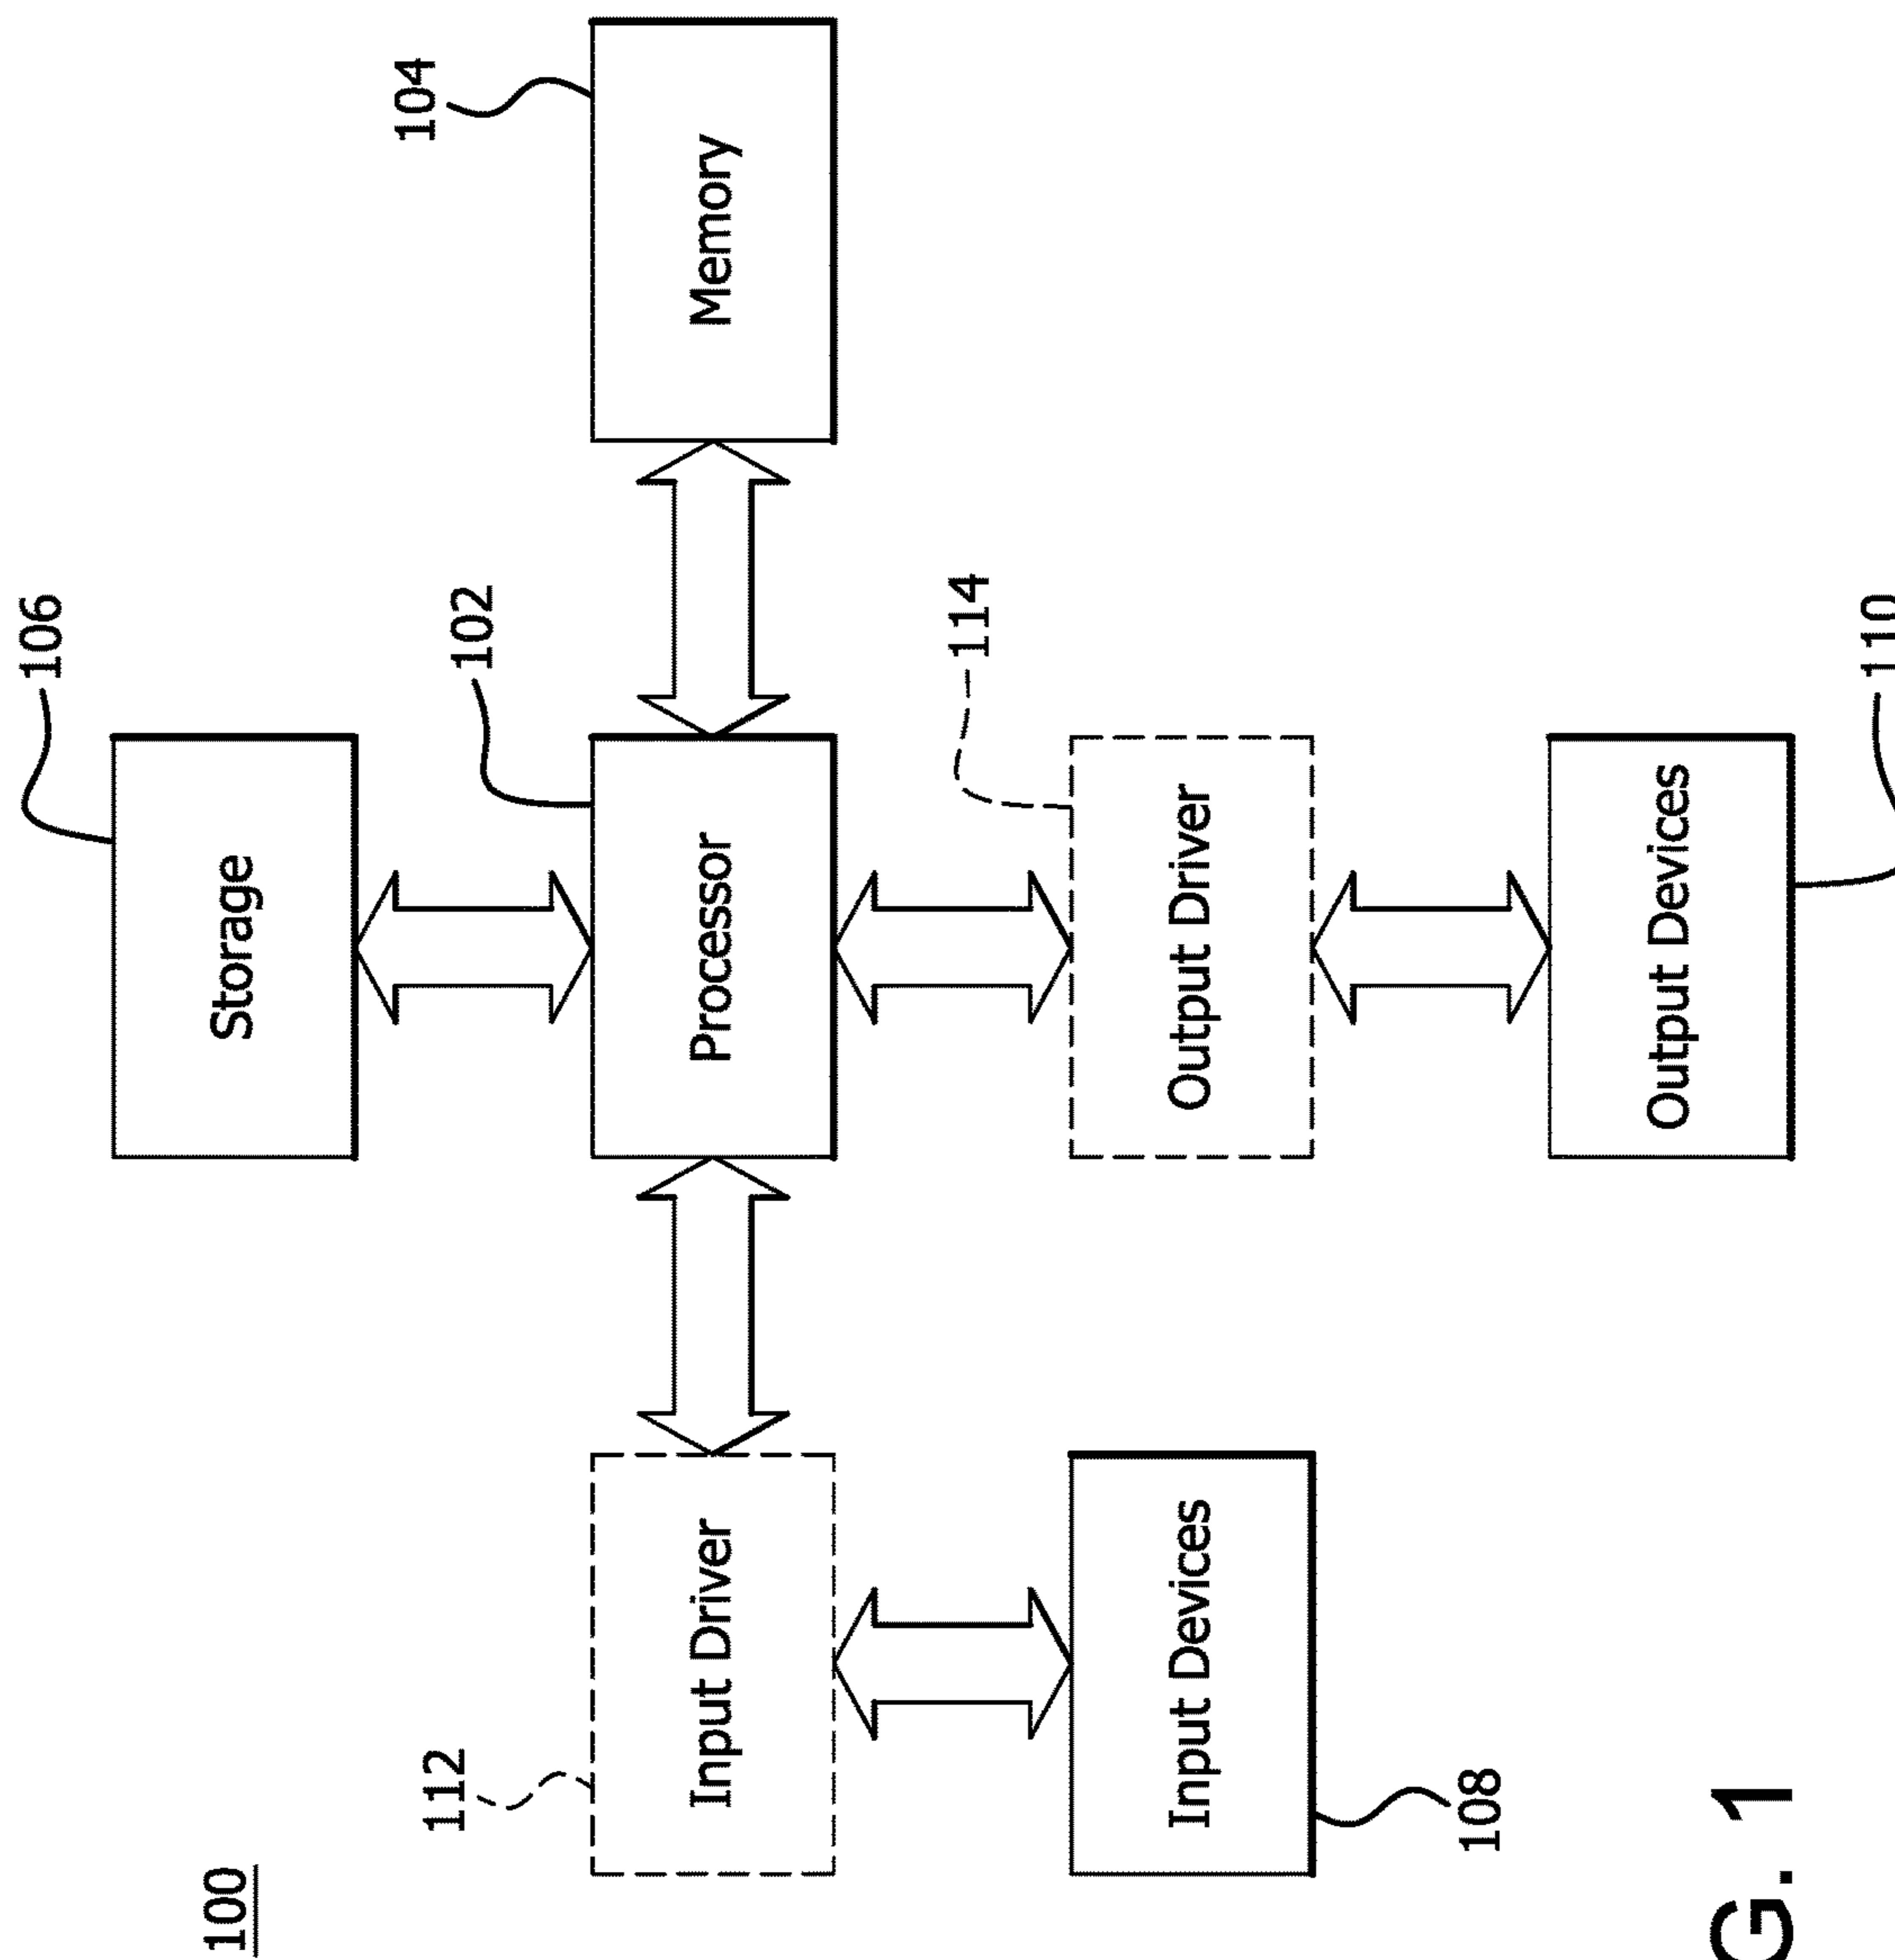 106
100
Storage
104
112
102
Input Driver
Processor
Memory
114
Input Devices
Output Driver
108
Output Devices
G. 1
110